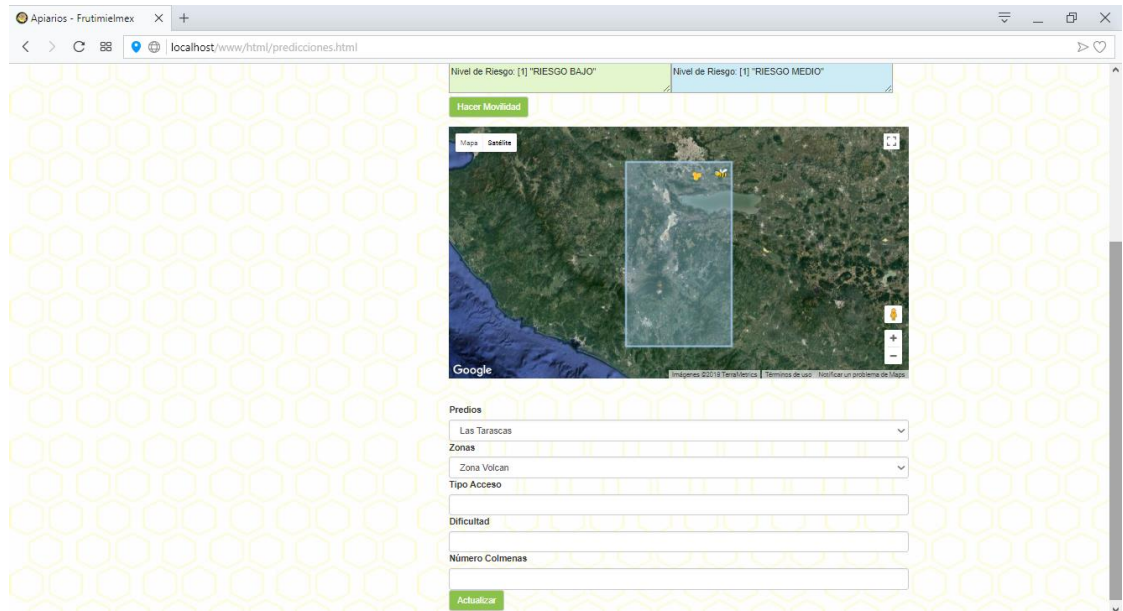 Apiarios - Frutimielmex
localhost/www/html/predicciones.html
Nivel de Riesgo: [1] "RIESGO BAJO"
Nivel de Riesgo: [1] "RIESGO MEDIO"
Hacer Movilidad
Mapa Satélite
Google
Imágenes ©2019 TerraMetrics Términos de uso Notificar un problema de Maps
Predios
Las Tarascas
Zonas
Zona Volcan
Tipo Acceso
Dificultad
Número Colmenas
Actualizar